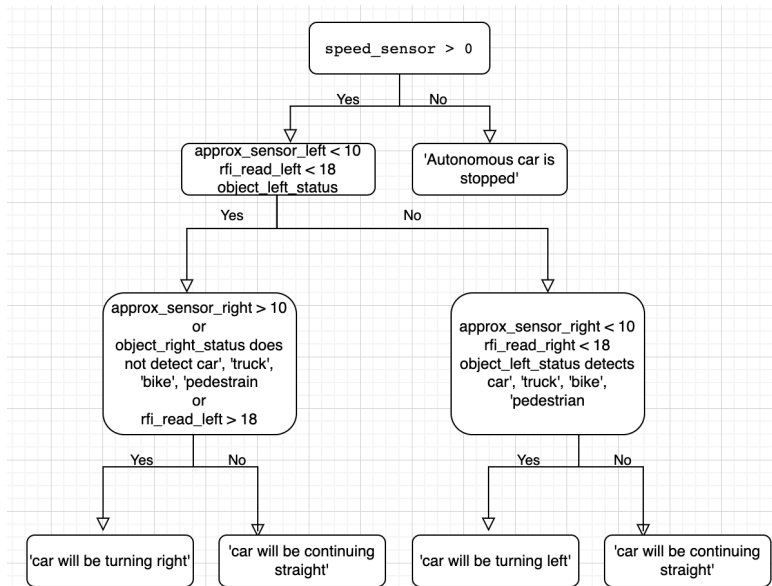 speed_sensor > 0
Yes
No
approx_sensor_left < 10
rfi_read_left < 18
object_left_status
'Autonomous car is
stopped'
Yes
No
approx_sensor_right > 10
or
object_right_status does
not detect car', 'truck',
'bike', 'pedestrain
or
rfi_read_left > 18
approx_sensor_right < 10
rfi_read_right < 18
object_left_status detects
car', 'truck', 'bike',
'pedestrian
Yes
No
Yes
No
'car will be turning right'
'car will be continuing
straight'
'car will be turning left'
'car will be continuing
straight'